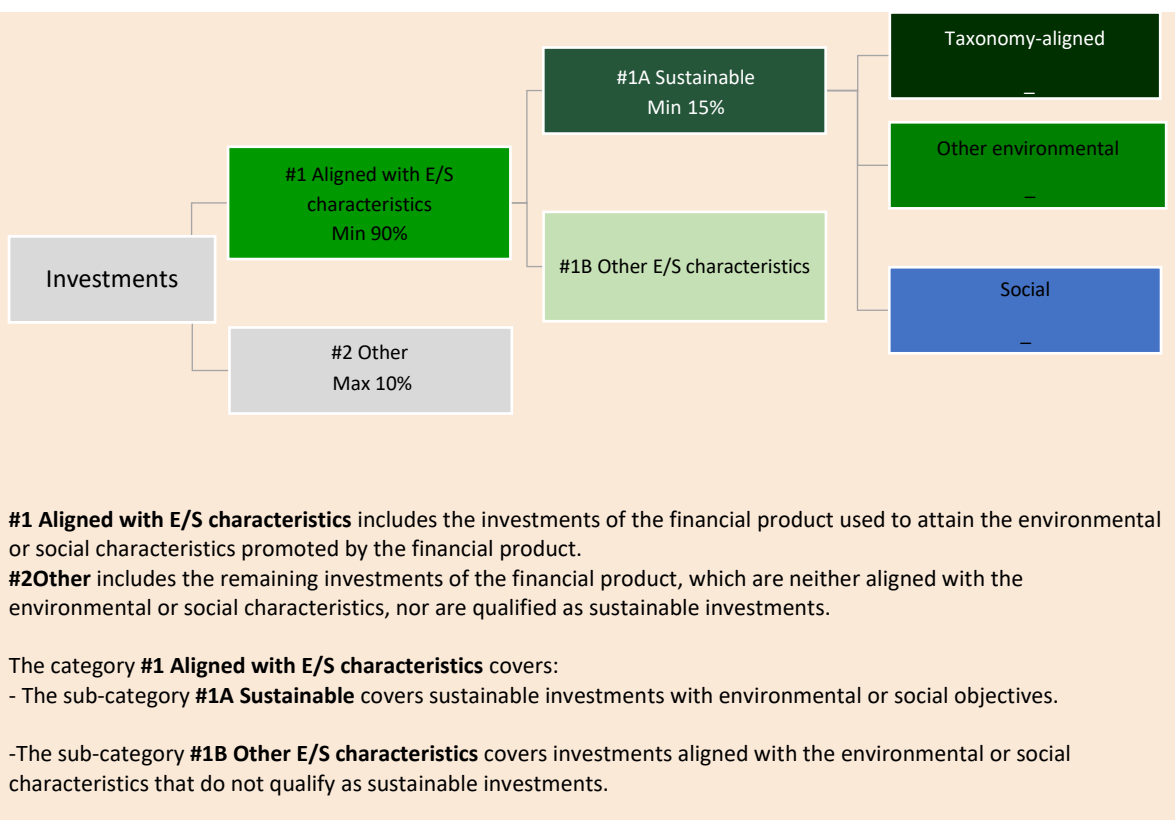 Taxonomy-aligned
_
#1A Sustainable
Min 15%
Other environmental
_
#1 Aligned with E/S
characteristics
Min 90%
#1B Other E/S characteristics
Investments
Social
_
#2 Other
Max 10%
#1 Aligned with E/S characteristics includes the investments of the financial product used to attain the environmental
or social characteristics promoted by the financial product.
#2Other includes the remaining investments of the financial product, which are neither aligned with the
environmental or social characteristics, nor are qualified as sustainable investments.
The category #1 Aligned with E/S characteristics covers:
- The sub-category #1A Sustainable covers sustainable investments with environmental or social objectives.
-The sub-category #1B Other E/S characteristics covers investments aligned with the environmental or social
characteristics that do not qualify as sustainable investments.